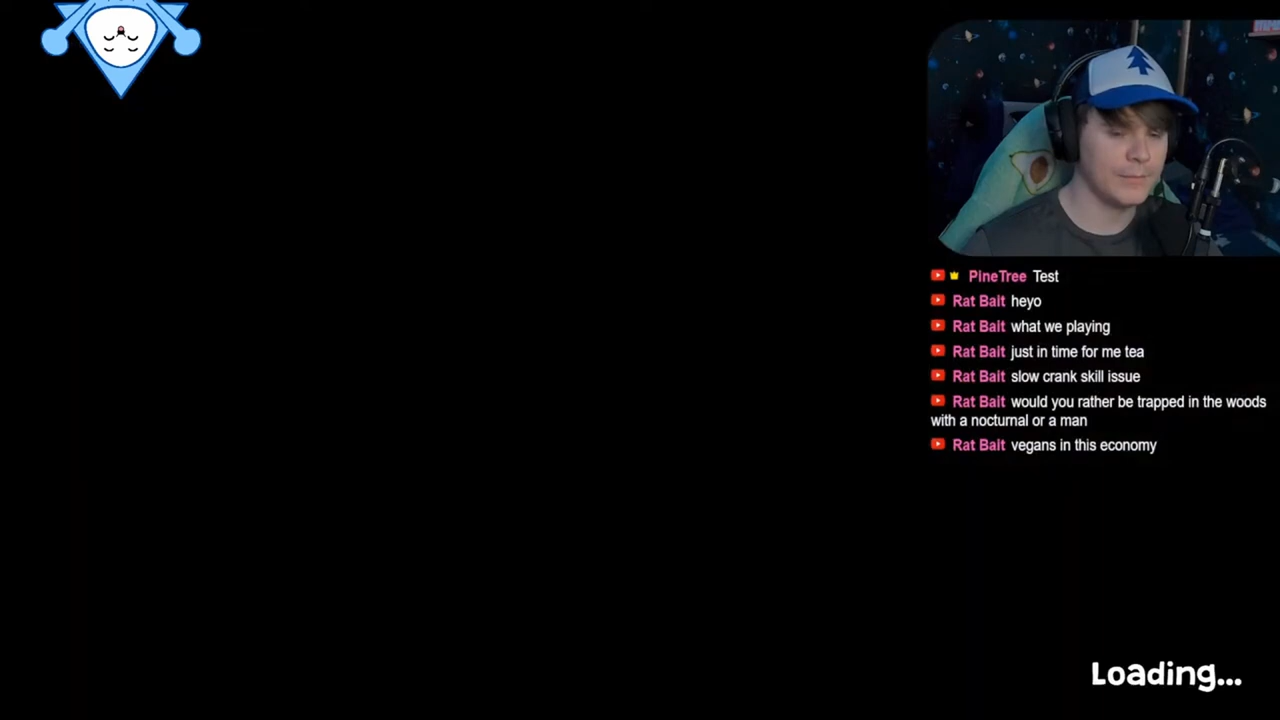 PineTree Test
Rat Bait heyo
Rat Bait what we playing
Rat Bait just in time for me tea
Rat Bait slow crank skill issue
Rat Bait would you rather be trapped in the woods
with a nocturnal or a man
Rat Bait vegans in this economy
Loading...